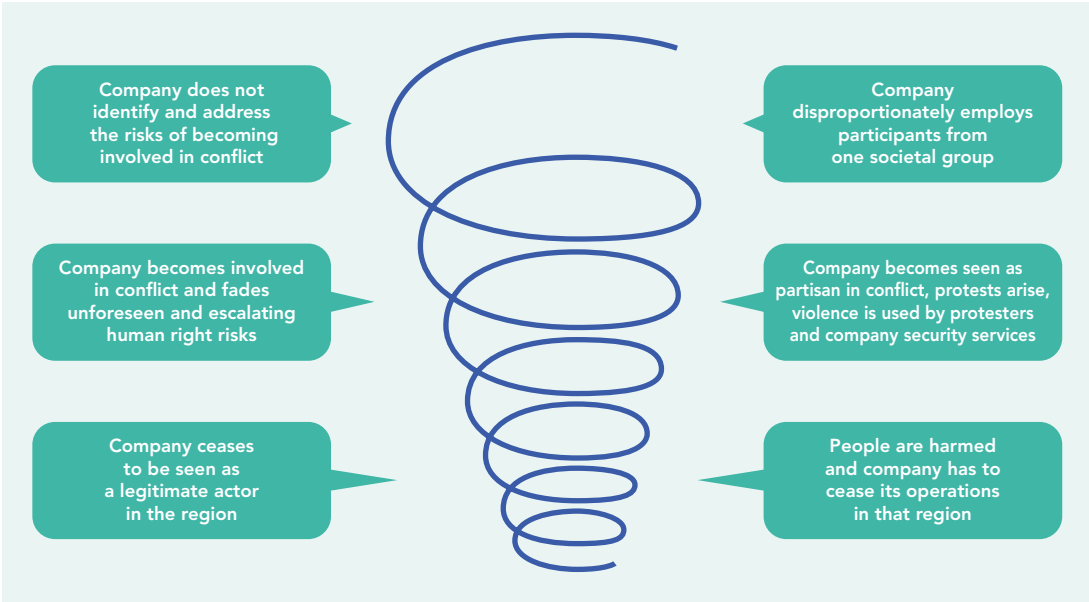 Company does not
identify and address
the risks of becoming
involved in conflict
Company
disproportionately employs
participants from
one societal group
Company becomes involved
in conflict and fades
unforeseen and escalating
human right risks
Company becomes seen as
partisan in conflict, protests arise,
violence is used by protesters
and company security services
Company ceases
to be seen as
a legitimate actor
in the region
People are harmed
and company has to
cease its operations
in that region